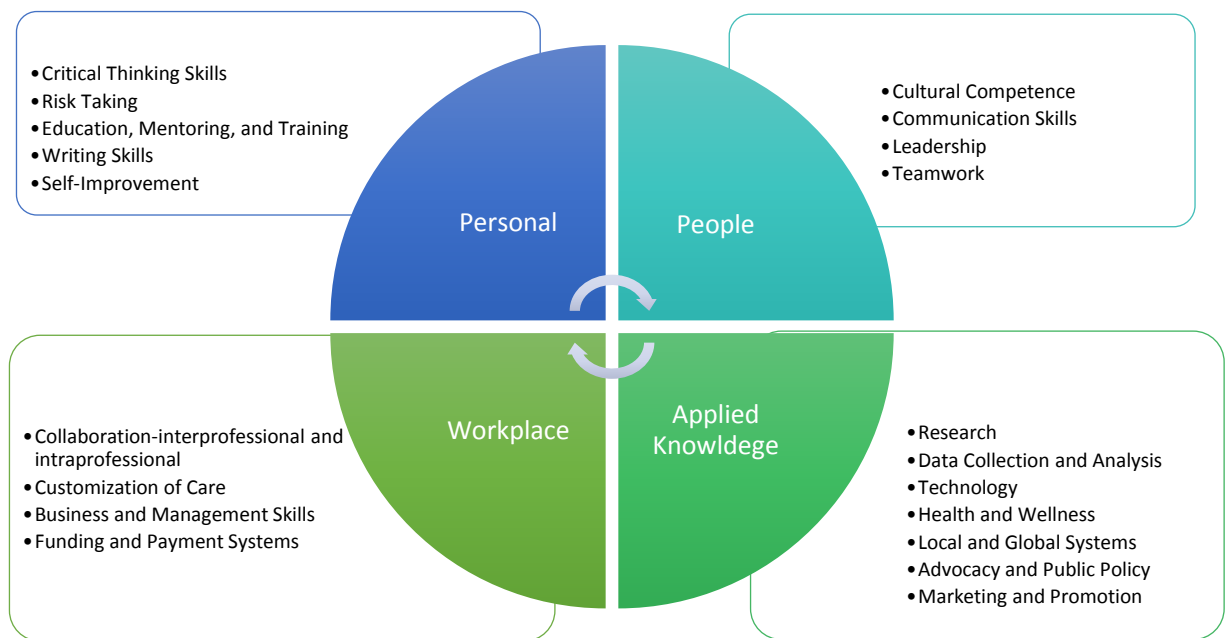 •Critical Thinking Skills
•Risk Taking
•Education, Mentoring, and Training
•Writing Skills
•Self-Improvement
Personal
•Cultural Competence
•Communication Skills
•Leadership
•Teamwork
People
•Collaboration-interprofessional and
intraprofessional
•Customization of Care
•Business and Management Skills
•Funding and Payment Systems
Workplace
Applied
Knowldege
•Research
•Data Collection and Analysis
•Technology
•Health and Wellness
•Local and Global Systems
•Advocacy and Public Policy
•Marketing and Promotion